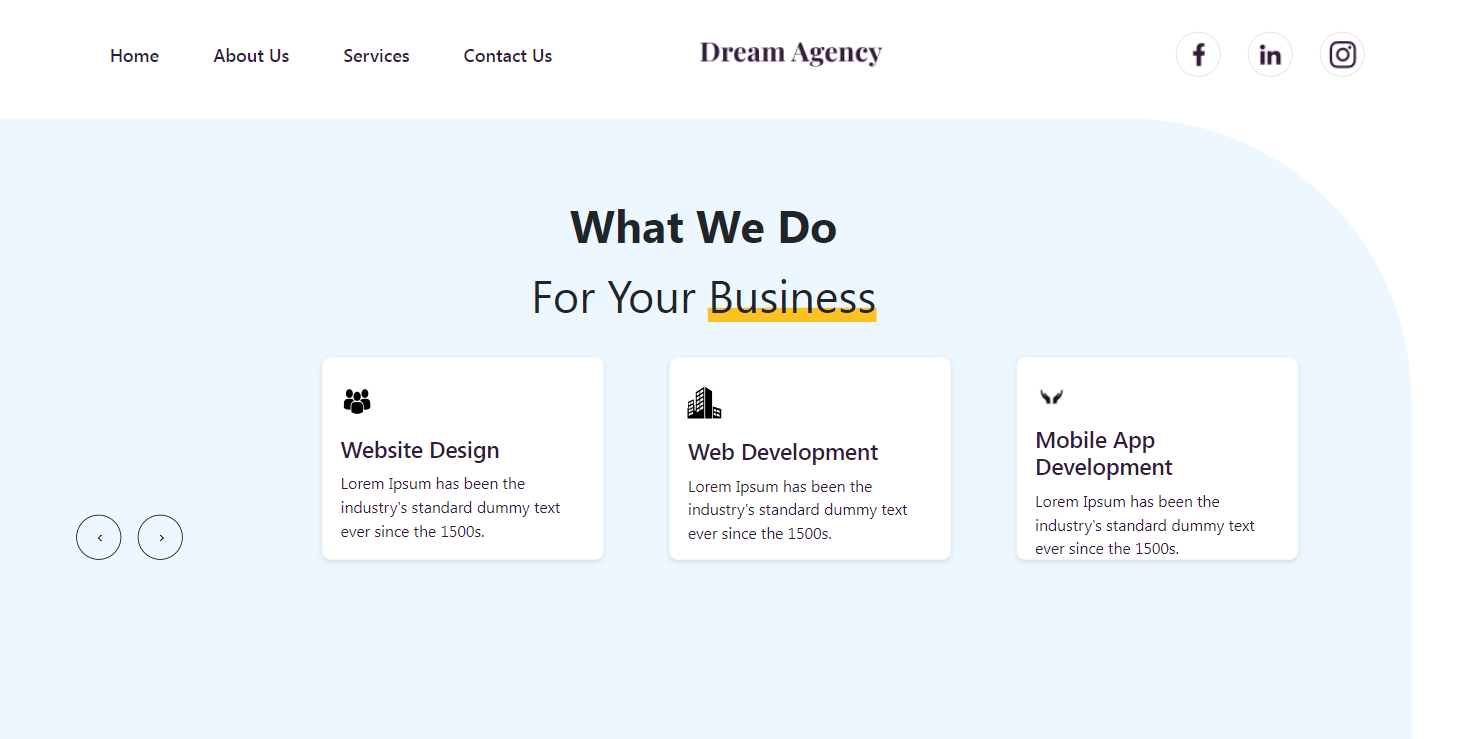 Home About Us Services Contact Us Dream Agency
What We Do
For Your Business
Website Design
Lorem Ipsum has been the
industry's standard dummy text
ever since the 1500s.
Web Development
Lorem Ipsum has been the
industry's standard dummy text
ever since the 1500s.
Mobile App
Development
Lorem Ipsum has been the
industry's standard dummy text
ever since the 1500s.
‹ ›